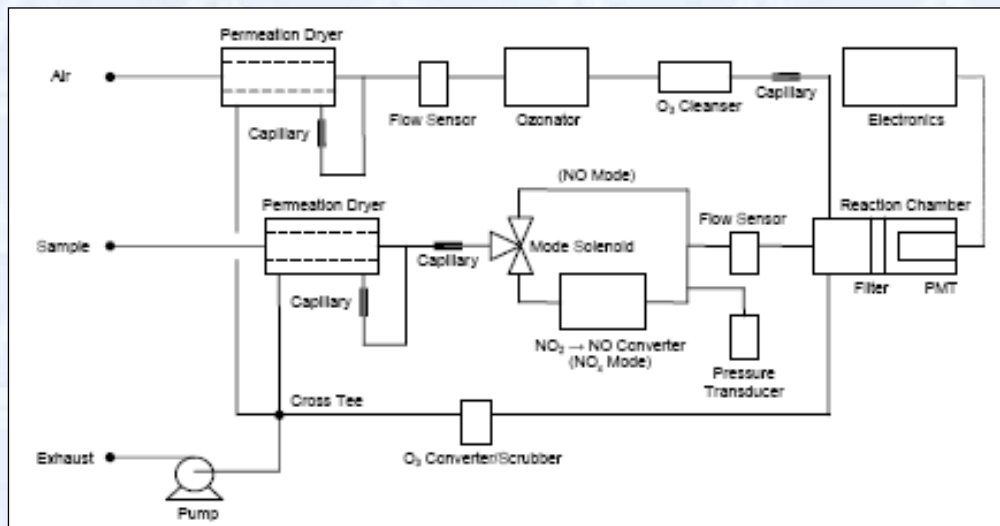 Permeation Dryer
Air
Capillary
Flow Sensor
Ozonator
O₃ Cleanser
Capillary
Electronics
(NO Mode)
Permeation Dryer
Flow Sensor
Reaction Chamber
Sample
Capillary
Mode Solenoid
Capillary
Filter
PMT
NO₂ → NO Converter
(NOₓ Mode)
Pressure
Transducer
Cross Tee
Exhaust
O₃ Converter/Scrubber
Pump